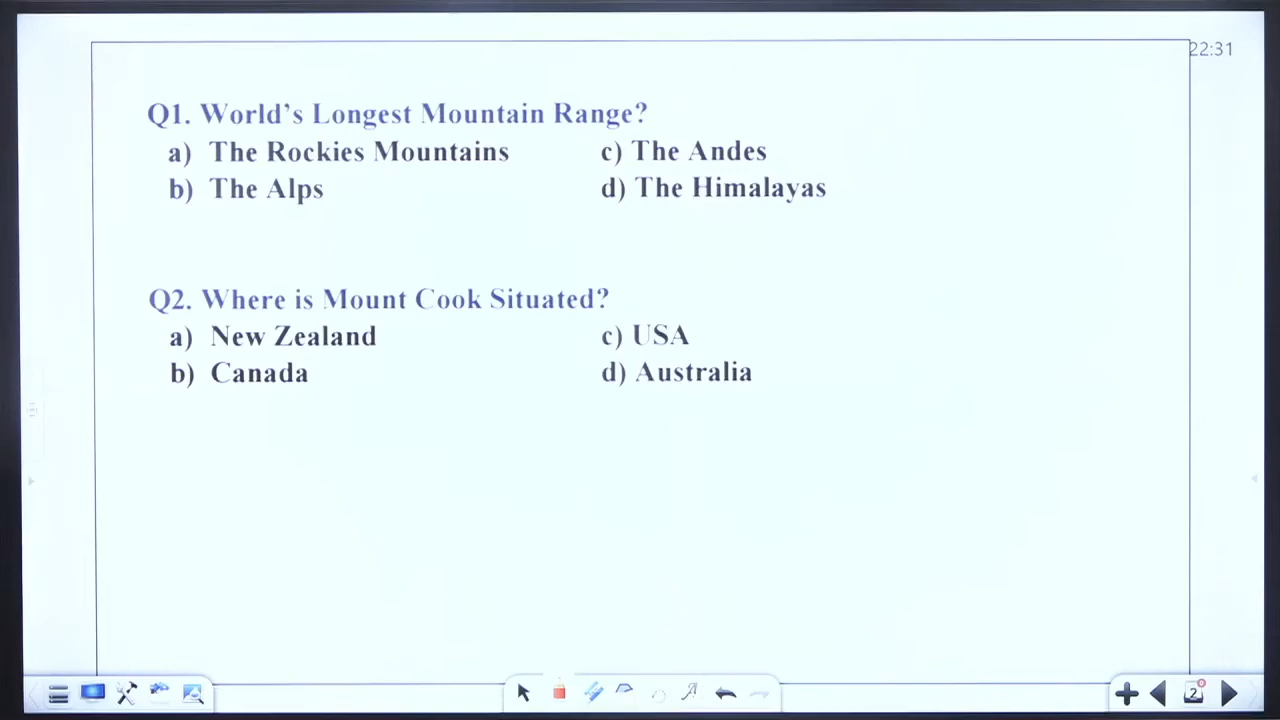 22:31
Q1. World’s Longest Mountain Range?
a) The Rockies Mountains c) The Andes
b) The Alps d) The Himalayas
Q2. Where is Mount Cook Situated?
a) New Zealand c) USA
b) Canada d) Australia
2